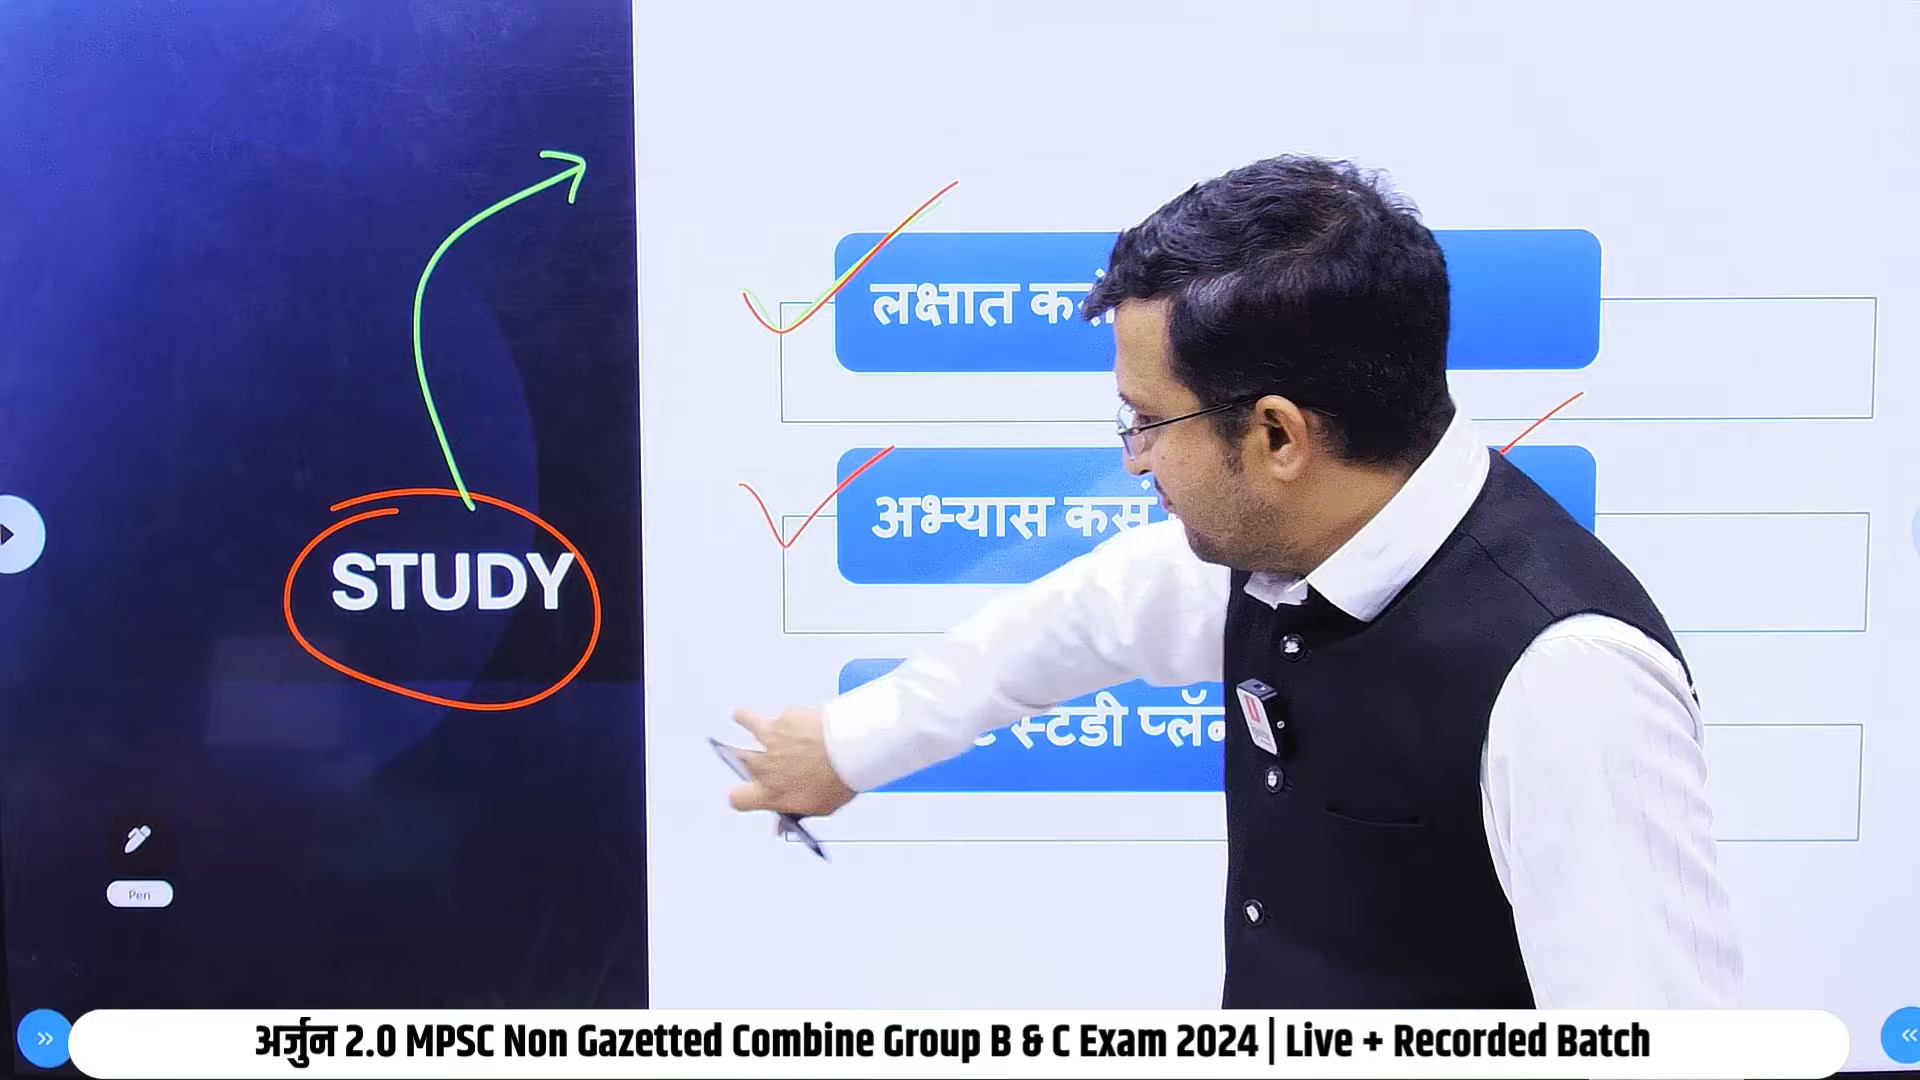 लक्षात कसं
अभ्यास कसं
STUDY
स्टडी प्लॅन
Pen
अर्जुन 2.0 MPSC Non Gazetted Combine Group B & C Exam 2024 | Live + Recorded Batch